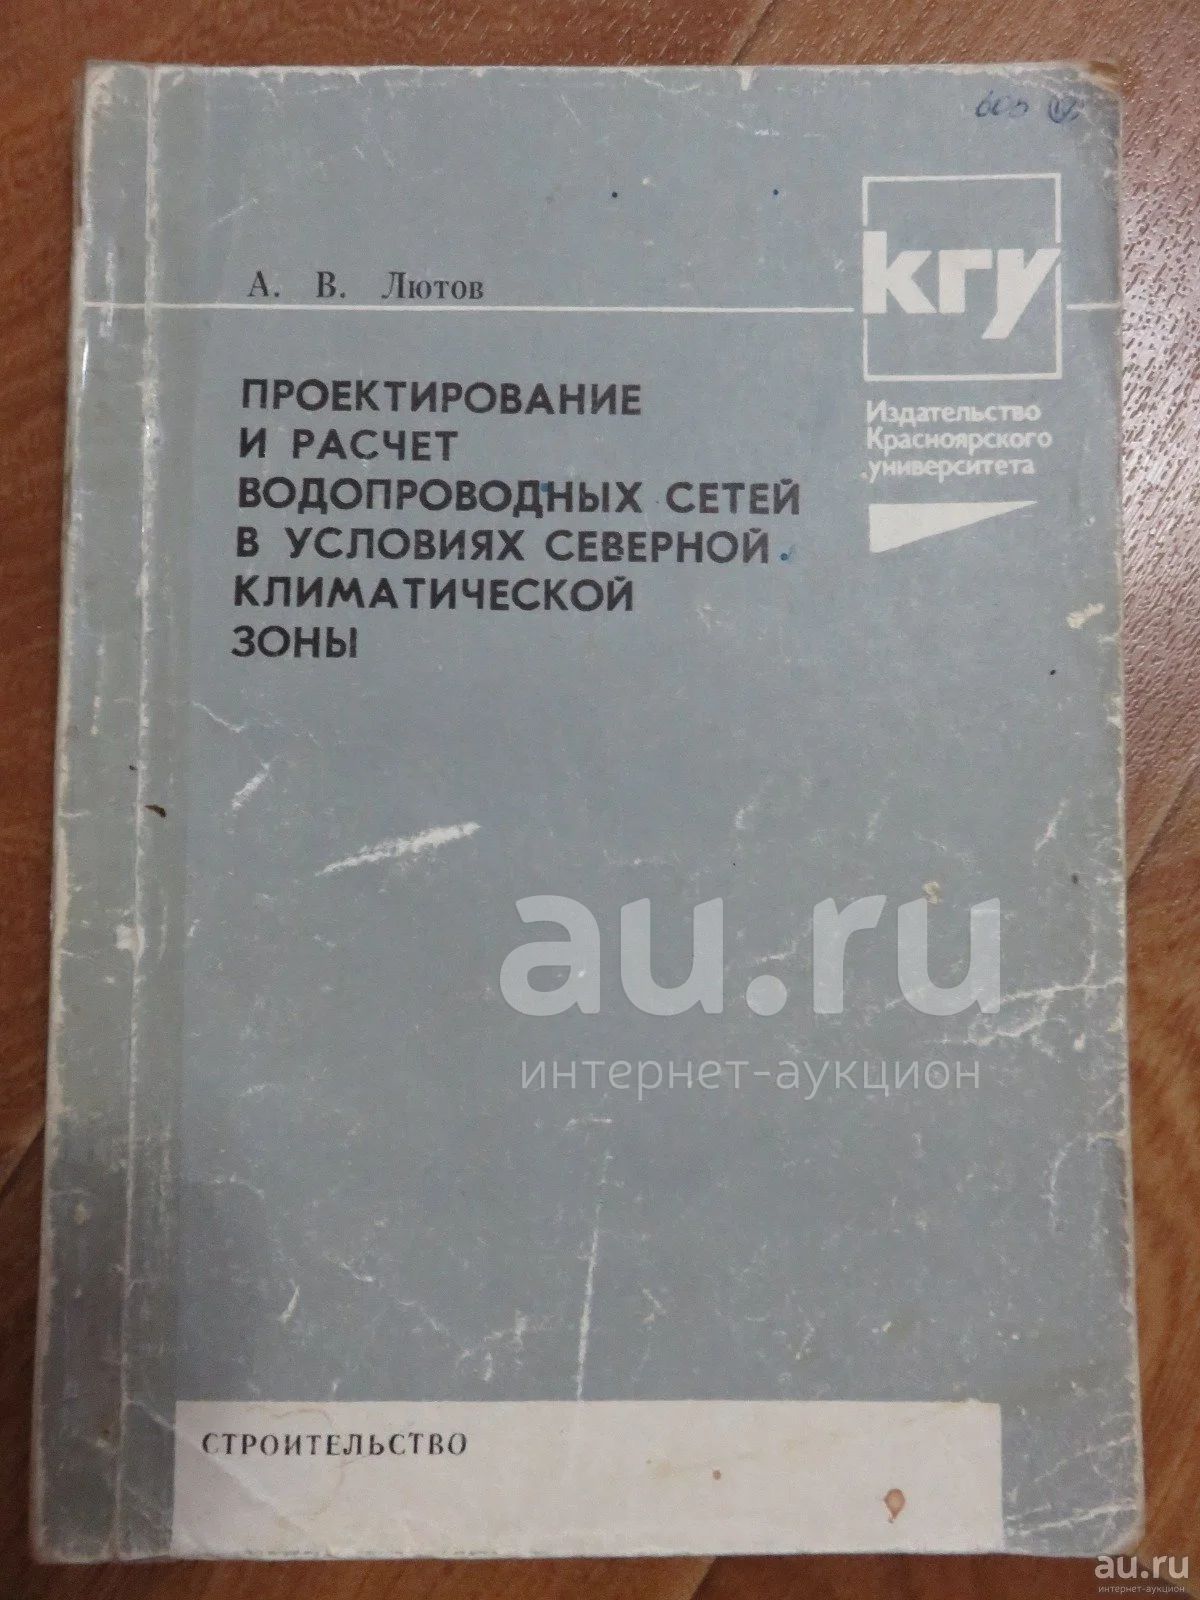 А. В. Лютов
кгу
Издательство
Красноярского
университета
ПРОЕКТИРОВАНИЕ
И РАСЧЕТ
ВОДОПРОВОДНЫХ СЕТЕЙ
В УСЛОВИЯХ СЕВЕРНОЙ
КЛИМАТИЧЕСКОЙ
ЗОНЫ
au.ru
интернет-аукцион
СТРОИТЕЛЬСТВО
au.ru
интернет-аукцион